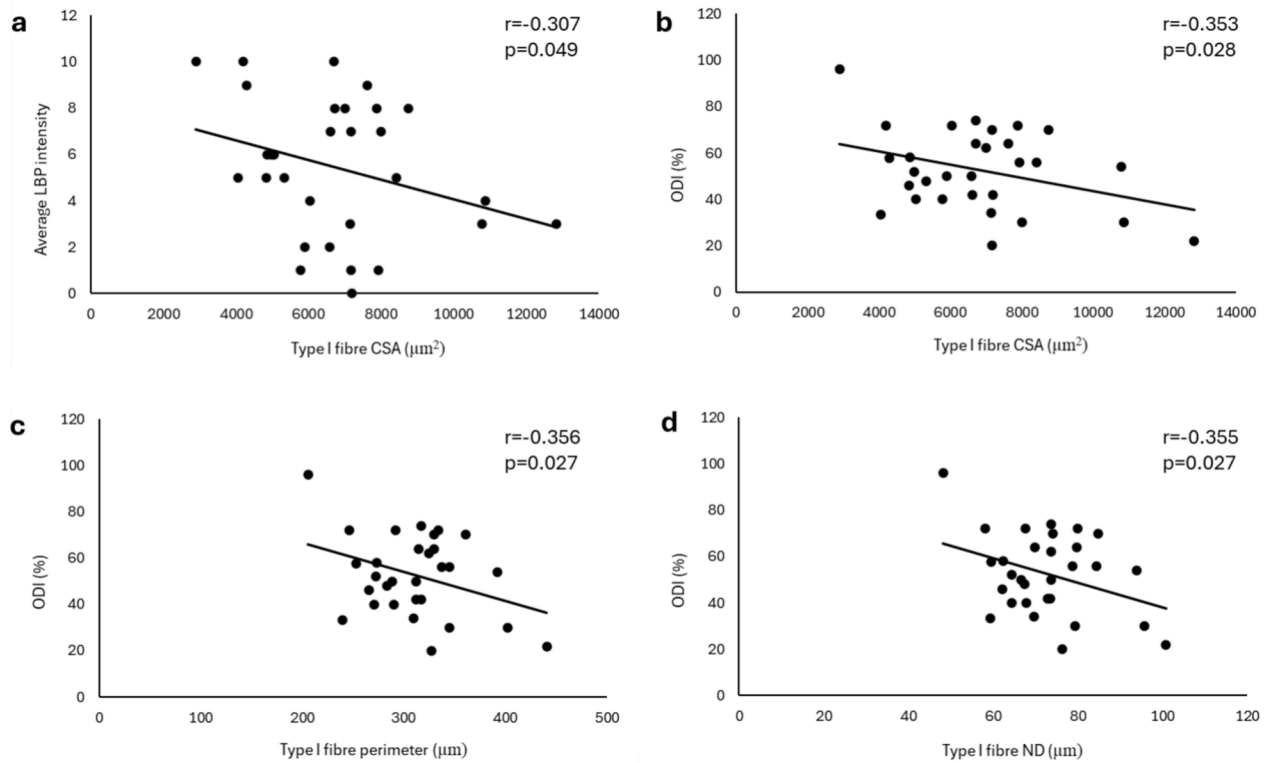 a
r=-0.307
p=0.049
12
10
8
6
4
2
0
Average LBP intensity
0 2000 4000 6000 8000 10000 12000 14000
Type I fibre CSA (μm²)
b
r=-0.353
p=0.028
120
100
80
60
40
20
0
ODI (%)
0 2000 4000 6000 8000 10000 12000 14000
Type I fibre CSA (μm²)
c
r=-0.356
p=0.027
120
100
80
60
40
20
0
ODI (%)
0 100 200 300 400 500
Type I fibre perimeter (μm)
d
r=-0.355
p=0.027
120
100
80
60
40
20
0
ODI (%)
0 20 40 60 80 100 120
Type I fibre ND (μm)